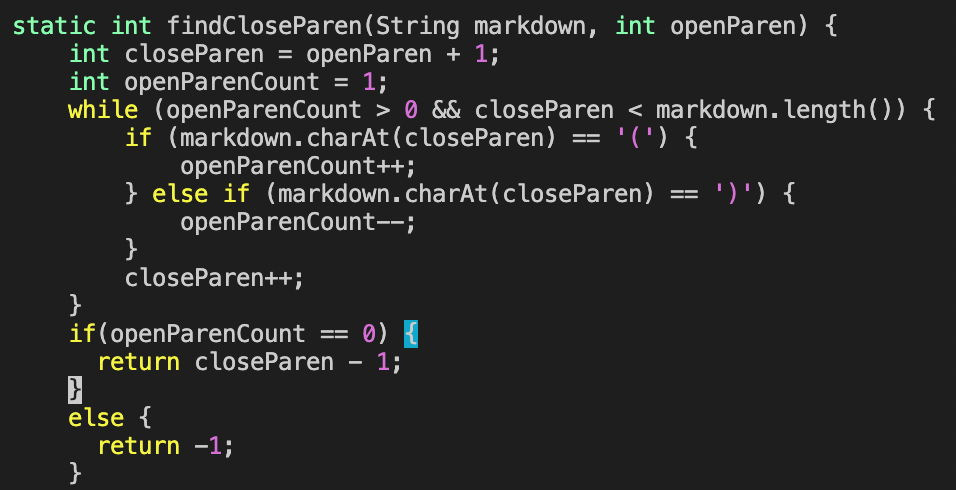 static int findCloseParen(String markdown, int openParen) {
    int closeParen = openParen + 1;
    int openParenCount = 1;
    while (openParenCount > 0 && closeParen < markdown.length()) {
        if (markdown.charAt(closeParen) == '(') {
            openParenCount++;
        } else if (markdown.charAt(closeParen) == ')') {
            openParenCount--;
        }
        closeParen++;
    }
    if(openParenCount == 0) {
      return closeParen - 1;
    }
    else {
      return -1;
    }